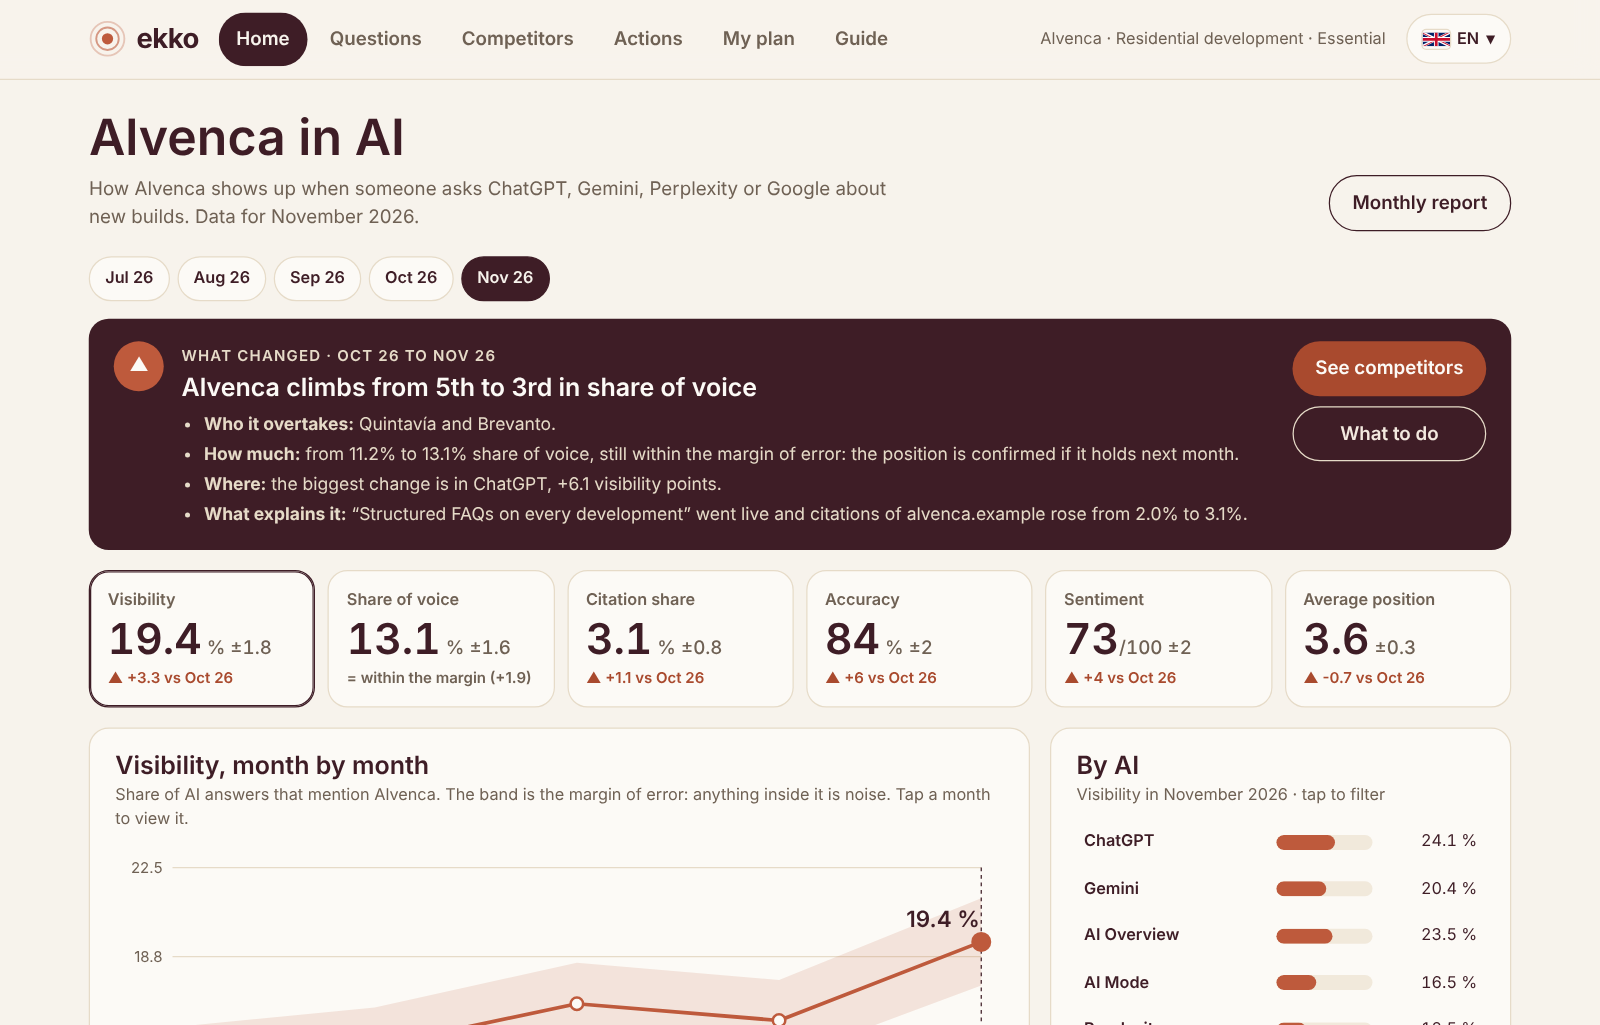 ekko
Home
Questions
Competitors
Actions
My plan
Guide
Alvenca · Residential development · Essential
EN ▾
Alvenca in AI
How Alvenca shows up when someone asks ChatGPT, Gemini, Perplexity or Google about
new builds. Data for November 2026.
Monthly report
Jul 26
Aug 26
Sep 26
Oct 26
Nov 26
WHAT CHANGED · OCT 26 TO NOV 26
Alvenca climbs from 5th to 3rd in share of voice
• Who it overtakes: Quintavía and Brevanto.
• How much: from 11.2% to 13.1% share of voice, still within the margin of error: the position is confirmed if it holds next month.
• Where: the biggest change is in ChatGPT, +6.1 visibility points.
• What explains it: “Structured FAQs on every development” went live and citations of alvenca.example rose from 2.0% to 3.1%.
See competitors
What to do
Visibility
19.4 % ±1.8
▲ +3.3 vs Oct 26
Share of voice
13.1 % ±1.6
= within the margin (+1.9)
Citation share
3.1 % ±0.8
▲ +1.1 vs Oct 26
Accuracy
84 % ±2
▲ +6 vs Oct 26
Sentiment
73/100 ±2
▲ +4 vs Oct 26
Average position
3.6 ±0.3
▲ -0.7 vs Oct 26
Visibility, month by month
Share of AI answers that mention Alvenca. The band is the margin of error: anything inside it is noise. Tap a month
to view it.
22.5
19.4 %
18.8
By AI
Visibility in November 2026 · tap to filter
ChatGPT 24.1 %
Gemini 20.4 %
AI Overview 23.5 %
AI Mode 16.5 %